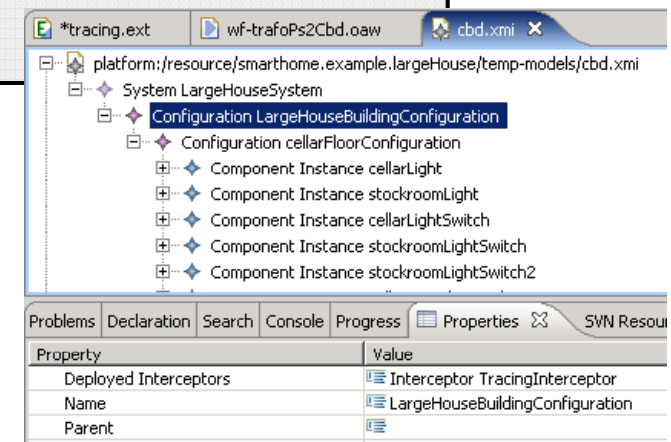 *tracing.ext wf-trafoPs2Cbd.oaw cbd.xmi
platform:/resource/smarthome.example.largeHouse/temp-models/cbd.xmi
System LargeHouseSystem
Configuration LargeHouseBuildingConfiguration
Configuration cellarFloorConfiguration
Component Instance cellarLight
Component Instance stockroomLight
Component Instance cellarLightSwitch
Component Instance stockroomLightSwitch
Component Instance stockroomLightSwitch2
Problems Declaration Search Console Progress Properties SVN Resour
Property Value
Deployed Interceptors Interceptor TracingInterceptor
Name LargeHouseBuildingConfiguration
Parent